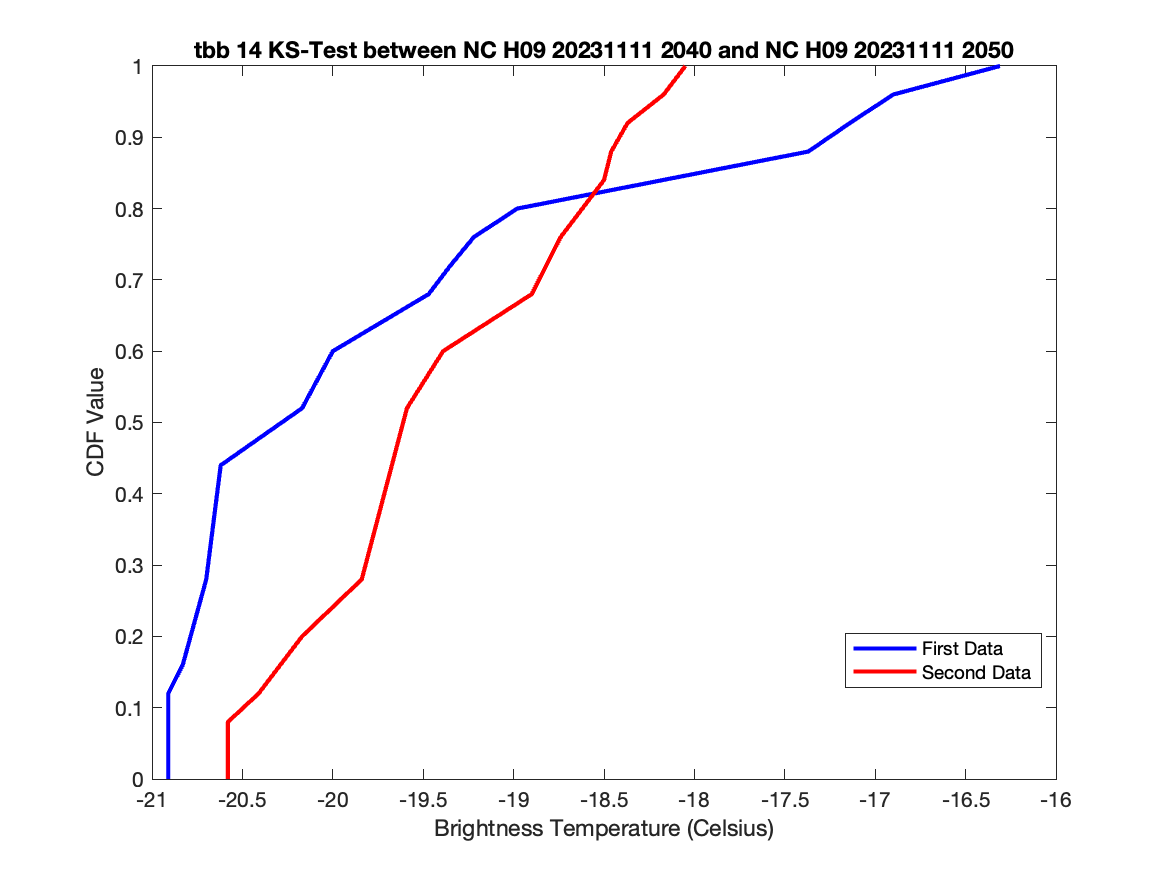 tbb 14 KS-Test between NC H09 20231111 2040 and NC H09 20231111 2050
1
0.9
0.8
0.7
0.6
0.5
0.4
0.3
0.2
0.1
0
CDF Value
First Data
Second Data
-21 -20.5 -20 -19.5 -19 -18.5 -18 -17.5 -17 -16.5 -16
Brightness Temperature (Celsius)